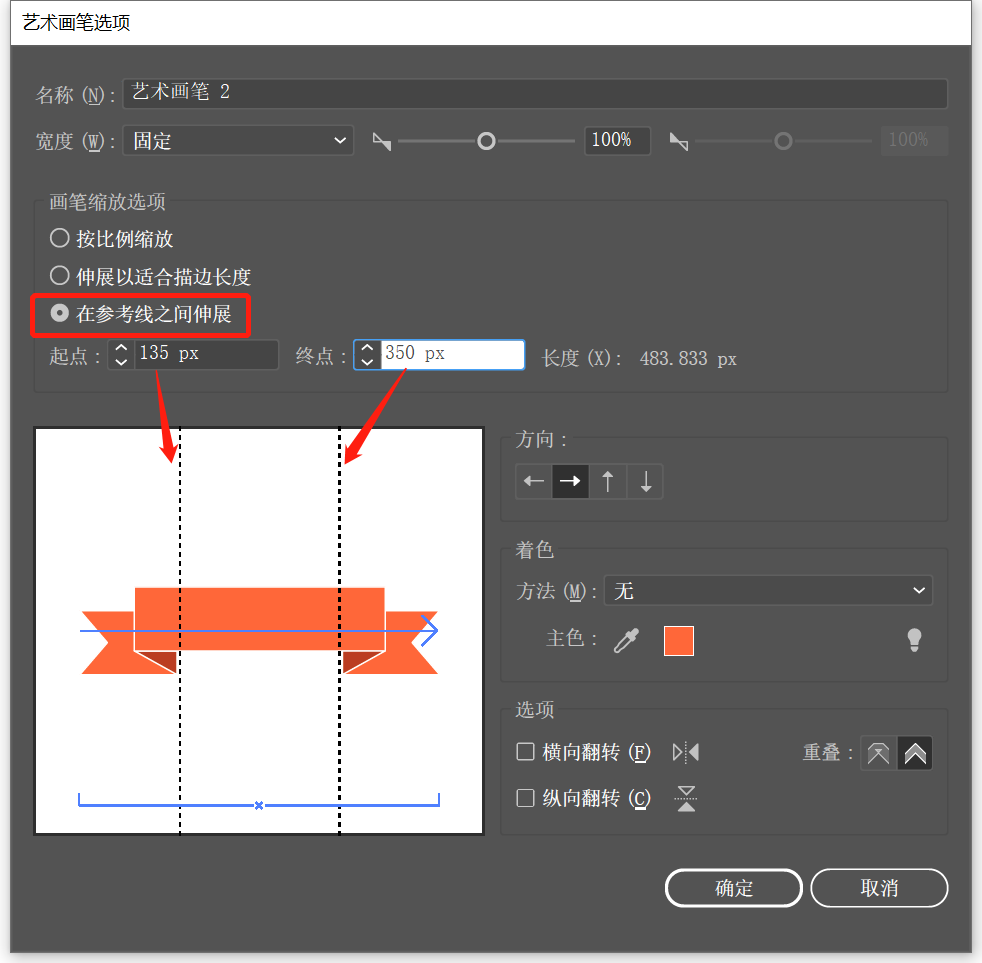 艺术画笔选项
名称 (N) : 艺术画笔 2
宽度 (W) : 固定 100% 100%
画笔缩放选项
按比例缩放
伸展以适合描边长度
在参考线之间伸展
起点 : 135 px 终点 : 350 px 长度 (X) : 483.833 px
方向 :
着色
方法 (M) : 无
主色 :
选项
横向翻转 (F) 重叠 :
纵向翻转 (C)
确定 取消